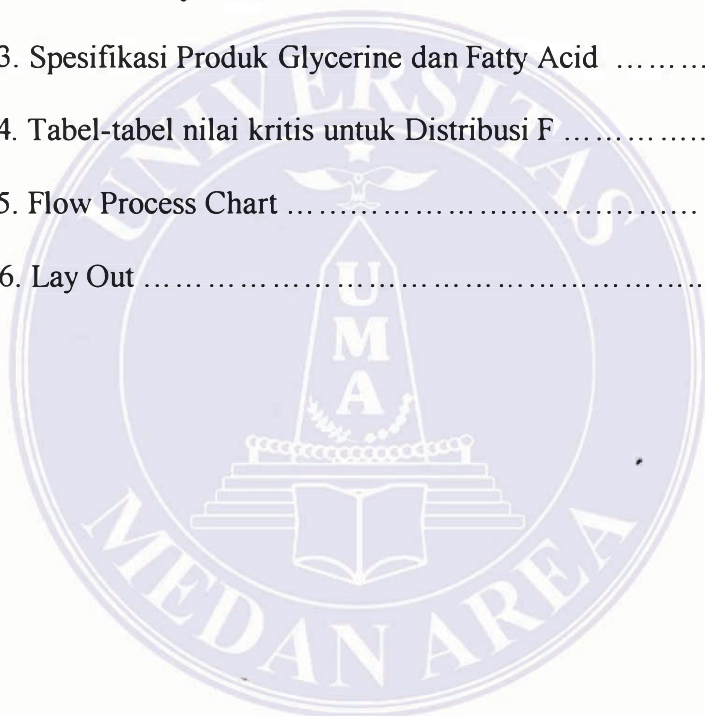 3. Spesifikasi Produk Glycerine dan Fatty Acid ………
4. Tabel-tabel nilai kritis untuk Distribusi F ……………
5. Flow Process Chart ………………………………………
6. Lay Out ………………………………………………………
UNIVERSITAS
UMA
MEDAN AREA